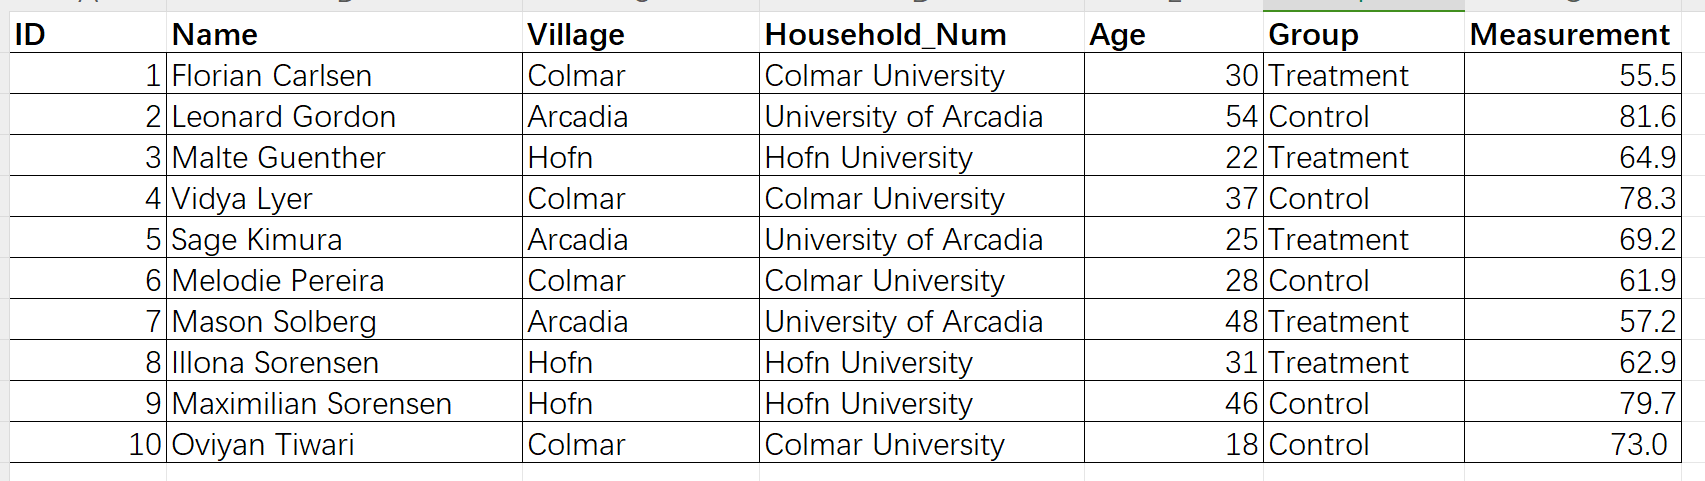 ID Name Village Household_Num Age Group Measurement
1 Florian Carlsen Colmar Colmar University 30 Treatment 55.5
2 Leonard Gordon Arcadia University of Arcadia 54 Control 81.6
3 Malte Guenther Hofn Hofn University 22 Treatment 64.9
4 Vidya Lyer Colmar Colmar University 37 Control 78.3
5 Sage Kimura Arcadia University of Arcadia 25 Treatment 69.2
6 Melodie Pereira Colmar Colmar University 28 Control 61.9
7 Mason Solberg Arcadia University of Arcadia 48 Treatment 57.2
8 Illona Sorensen Hofn Hofn University 31 Treatment 62.9
9 Maximilian Sorensen Hofn Hofn University 46 Control 79.7
10 Oviyan Tiwari Colmar Colmar University 18 Control 73.0